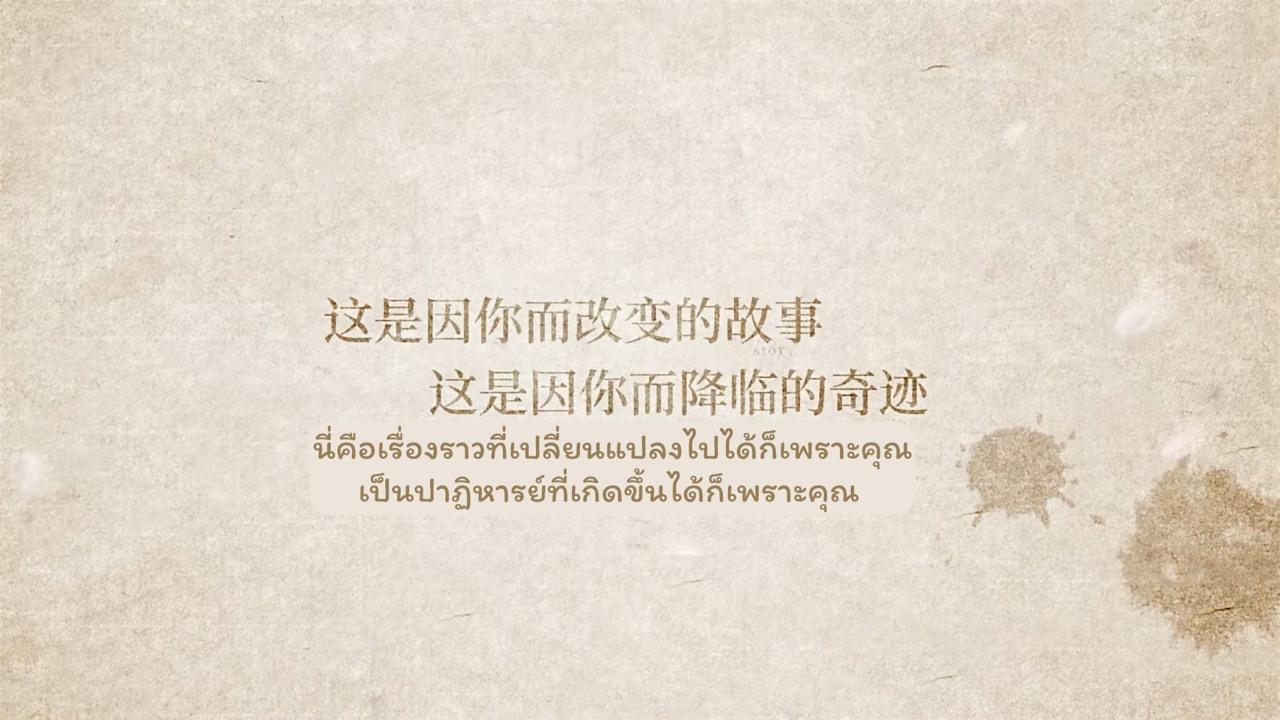 这是因你而改变的故事
story
这是因你而降临的奇迹
นี่คือเรื่องราวที่เปลี่ยนแปลงไปได้ก็เพราะคุณ
เป็นปาฏิหารย์ที่เกิดขึ้นได้ก็เพราะคุณ